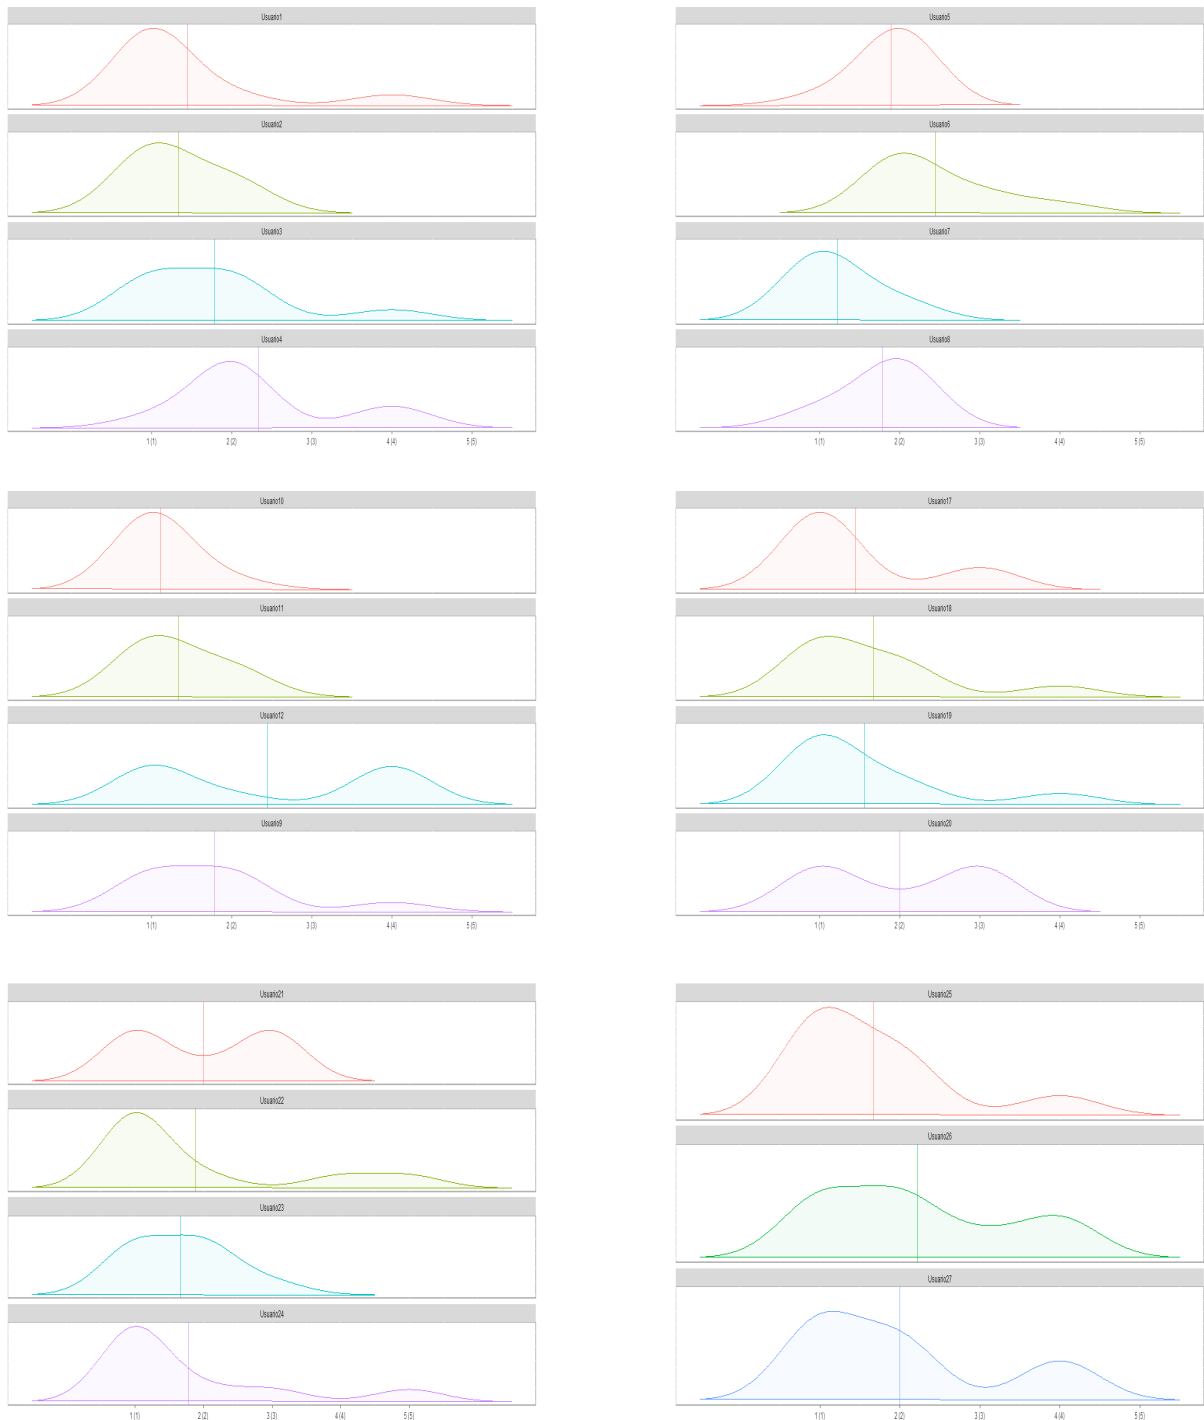 Usuario1
Usuario2
Usuario3
Usuario4
1 (1) 2 (2) 3 (3) 4 (4) 5 (5)
Usuario5
Usuario6
Usuario7
Usuario8
1 (1) 2 (2) 3 (3) 4 (4) 5 (5)
Usuario10
Usuario11
Usuario12
Usuario9
1 (1) 2 (2) 3 (3) 4 (4) 5 (5)
Usuario17
Usuario18
Usuario19
Usuario20
1 (1) 2 (2) 3 (3) 4 (4) 5 (5)
Usuario21
Usuario22
Usuario23
Usuario24
1 (1) 2 (2) 3 (3) 4 (4) 5 (5)
Usuario25
Usuario26
Usuario27
1 (1) 2 (2) 3 (3) 4 (4) 5 (5)